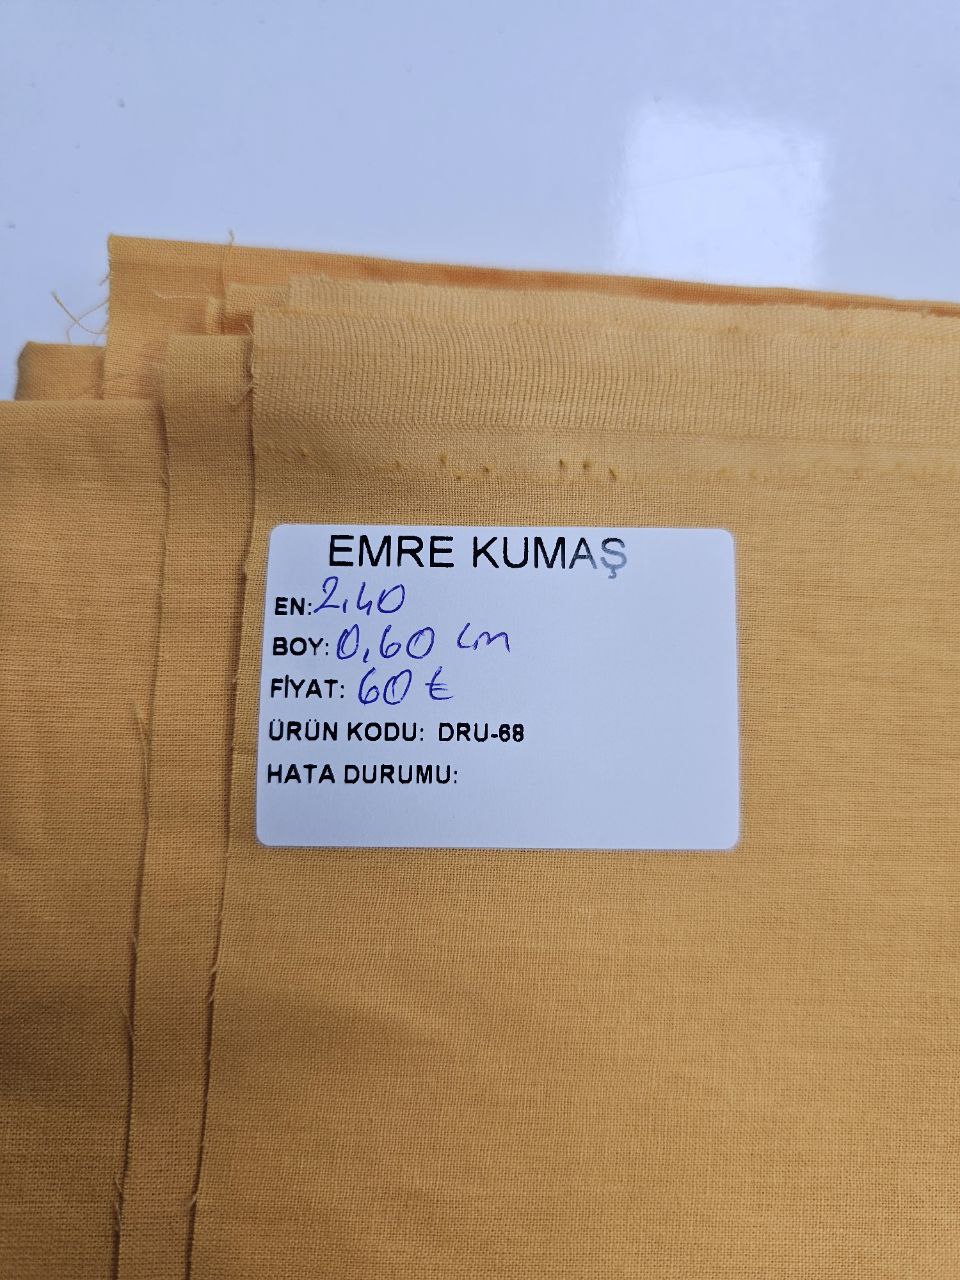 EMRE KUMAŞ
EN: 2.40
BOY: 0,60 cm
FİYAT: 60 ₺
ÜRÜN KODU: DRU-68
HATA DURUMU: